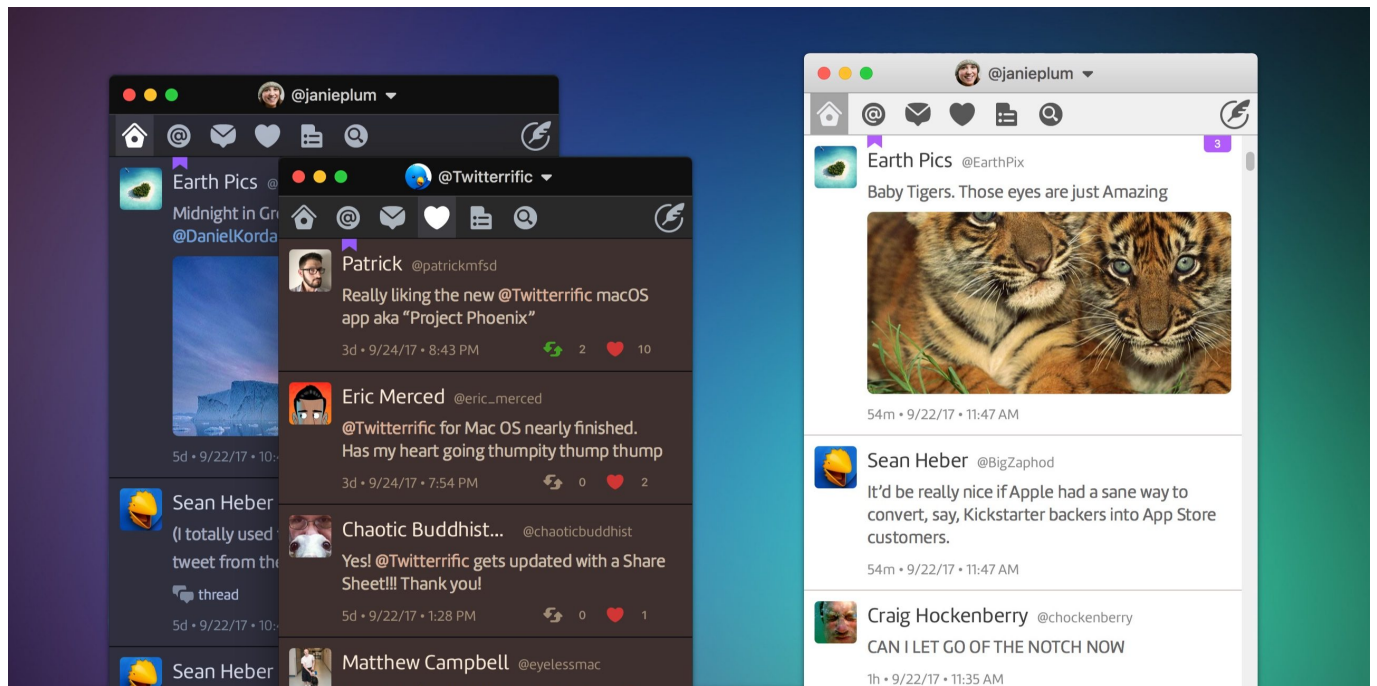 @janieplum
Earth Pics @
Midnight in Gr
@DanielKorda
5d • 9/22/17 • 10:
Sean Heber
(I totally used
tweet from the
thread
5d • 9/22/17 • 10:
Sean Heber
@Twitterrific
Patrick @patrickmfsd
Really liking the new @Twitterrific macOS
app aka “Project Phoenix”
3d • 9/24/17 • 8:43 PM 2 10
Eric Merced @eric_merced
@Twitterrific for Mac OS nearly finished.
Has my heart going thumpity thump thump
3d • 9/24/17 • 7:54 PM 0 2
Chaotic Buddhist... @chaoticbuddhist
Yes! @Twitterrific gets updated with a Share
Sheet!!! Thank you!
5d • 9/22/17 • 1:28 PM 0 1
Matthew Campbell @eyelessmac
@janieplum
3
Earth Pics @EarthPix
Baby Tigers. Those eyes are just Amazing
54m • 9/22/17 • 11:47 AM
Sean Heber @BigZaphod
It’d be really nice if Apple had a sane way to
convert, say, Kickstarter backers into App Store
customers.
54m • 9/22/17 • 11:47 AM
Craig Hockenberry @chockenberry
CAN I LET GO OF THE NOTCH NOW
1h • 9/22/17 • 11:35 AM